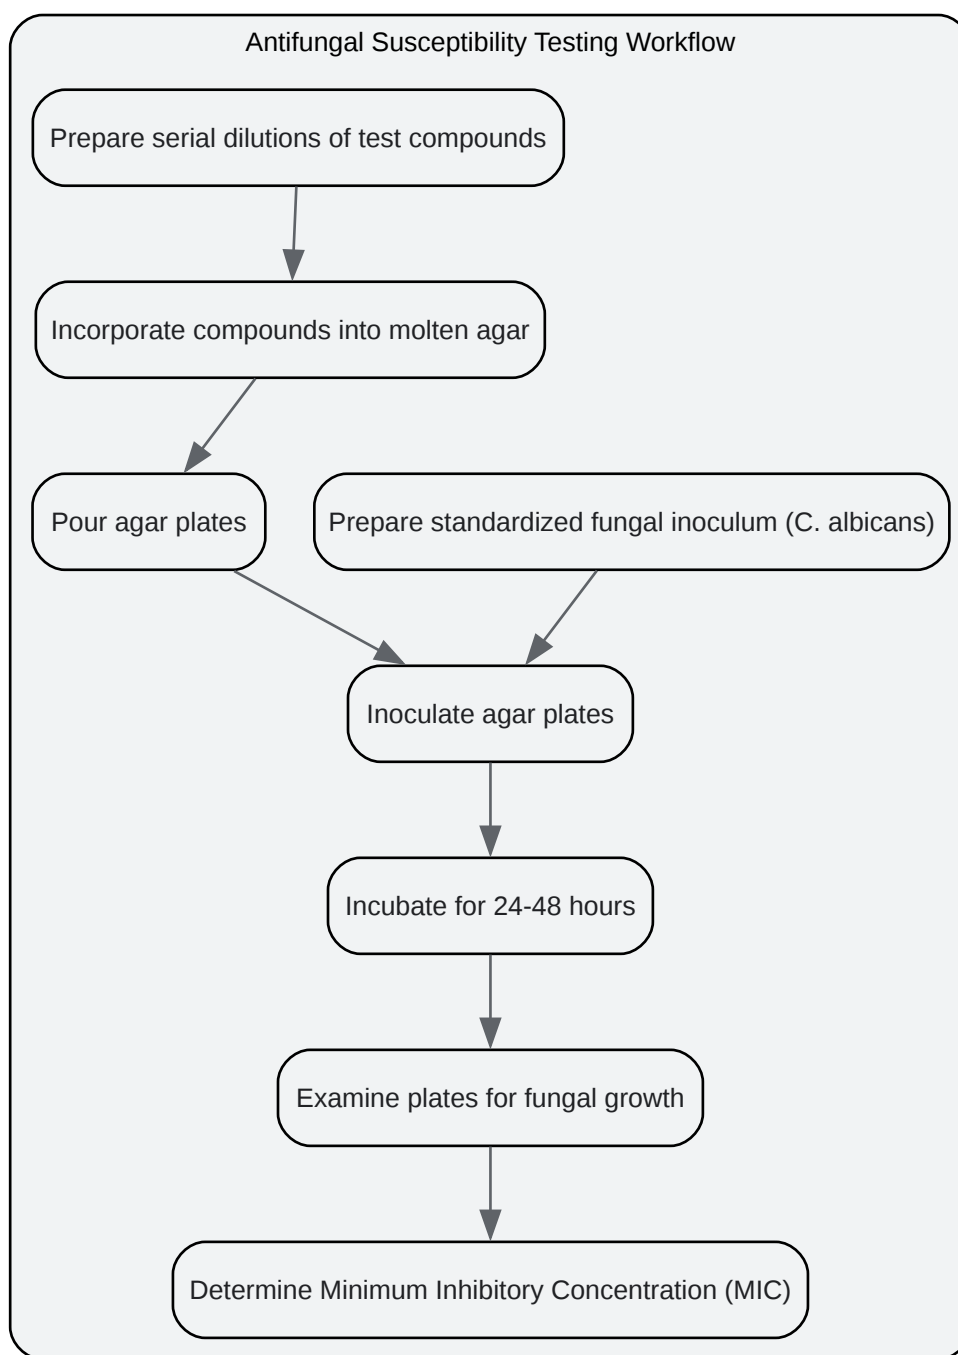 Antifungal Susceptibility Testing Workflow
Prepare serial dilutions of test compounds
Incorporate compounds into molten agar
Pour agar plates
Prepare standardized fungal inoculum (C. albicans)
Inoculate agar plates
Incubate for 24-48 hours
Examine plates for fungal growth
Determine Minimum Inhibitory Concentration (MIC)